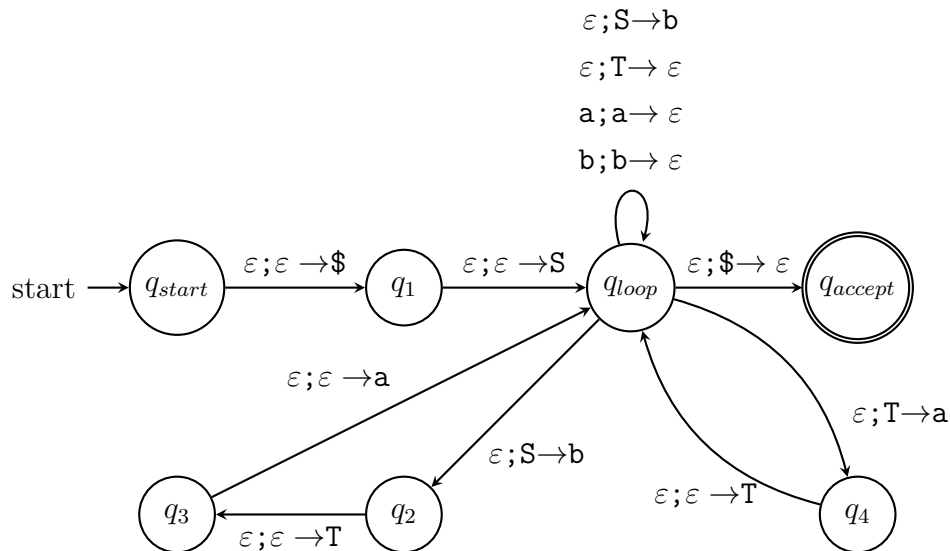 ε;S→b
ε;T→ ε
a;a→ ε
b;b→ ε
start
q_start
ε;ε →$
q_1
ε;ε →S
q_loop
ε;$→ ε
q_accept
ε;ε →a
ε;S→b
ε;T→a
ε;ε →T
q_3
ε;ε →T
q_2
q_4